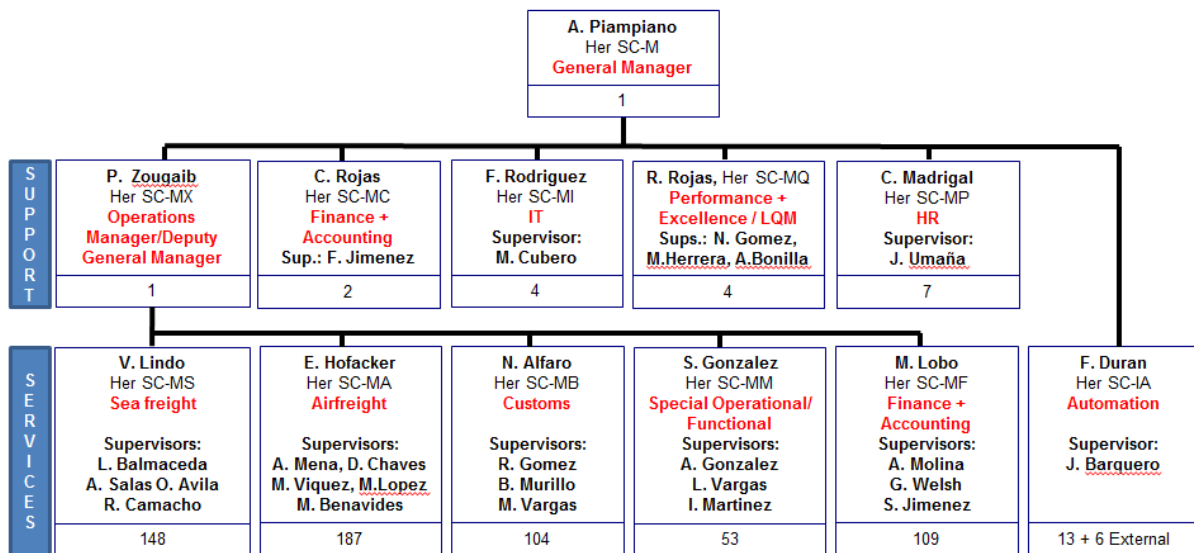 A. Piampiano
Her SC-M
General Manager
1
SUPPORT
P. Zougaib
Her SC-MX
Operations
Manager/Deputy
General Manager
1
C. Rojas
Her SC-MC
Finance +
Accounting
Sup.: F. Jimenez
2
F. Rodriguez
Her SC-MI
IT
Supervisor:
M. Cubero
4
R. Rojas, Her SC-MQ
Performance +
Excellence / LQM
Sups.: N. Gomez,
M.Herrera, A.Bonilla
4
C. Madrigal
Her SC-MP
HR
Supervisor:
J. Umaña
7
SERVICES
V. Lindo
Her SC-MS
Sea freight
Supervisors:
L. Balmaceda
A. Salas O. Avila
R. Camacho
148
E. Hofacker
Her SC-MA
Airfreight
Supervisors:
A. Mena, D. Chaves
M. Viquez, M.Lopez
M. Benavides
187
N. Alfaro
Her SC-MB
Customs
Supervisors:
R. Gomez
B. Murillo
M. Vargas
104
S. Gonzalez
Her SC-MM
Special Operational/
Functional
Supervisors:
A. Gonzalez
L. Vargas
I. Martinez
53
M. Lobo
Her SC-MF
Finance +
Accounting
Supervisors:
A. Molina
G. Welsh
S. Jimenez
109
F. Duran
Her SC-IA
Automation
Supervisor:
J. Barquero
13 + 6 External